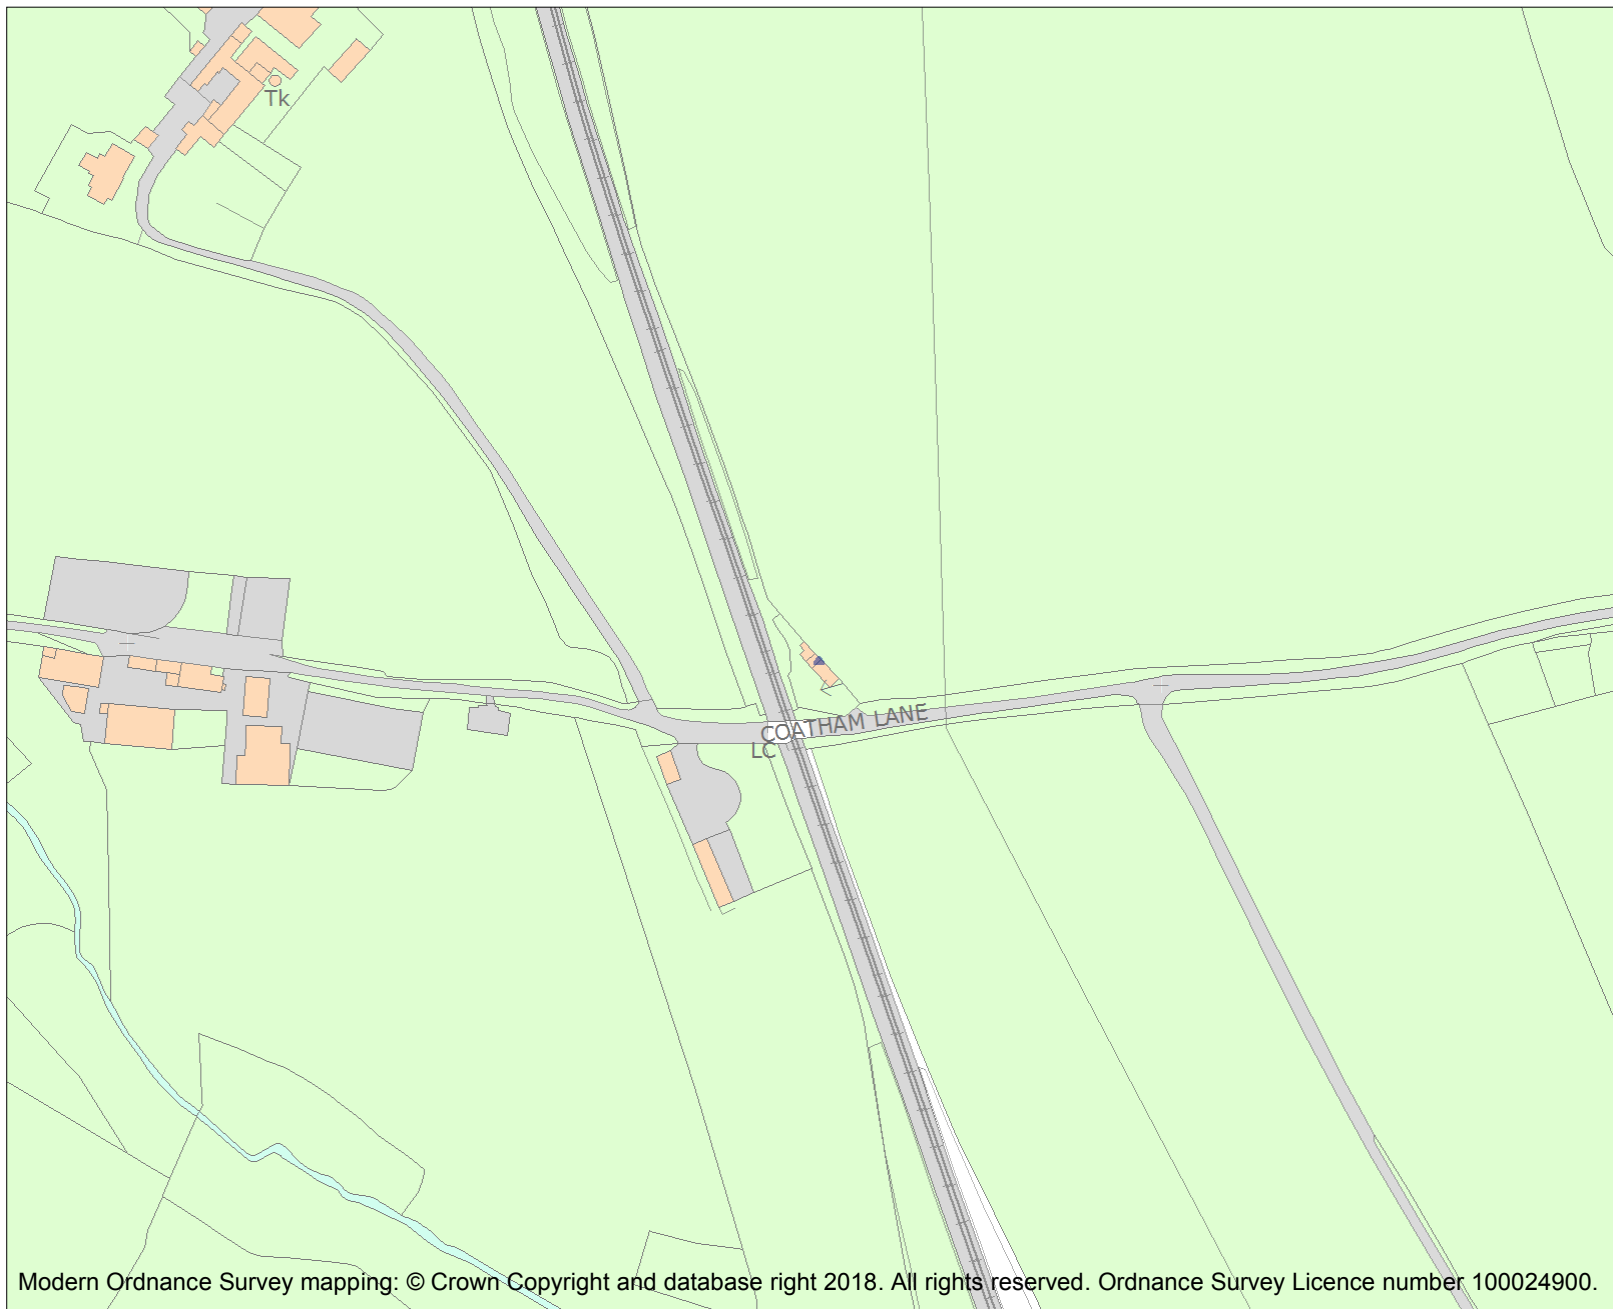 Tk
COATHAM LANE
LC
Modern Ordnance Survey mapping: © Crown Copyright and database right 2018. All rights reserved. Ordnance Survey Licence number 100024900.